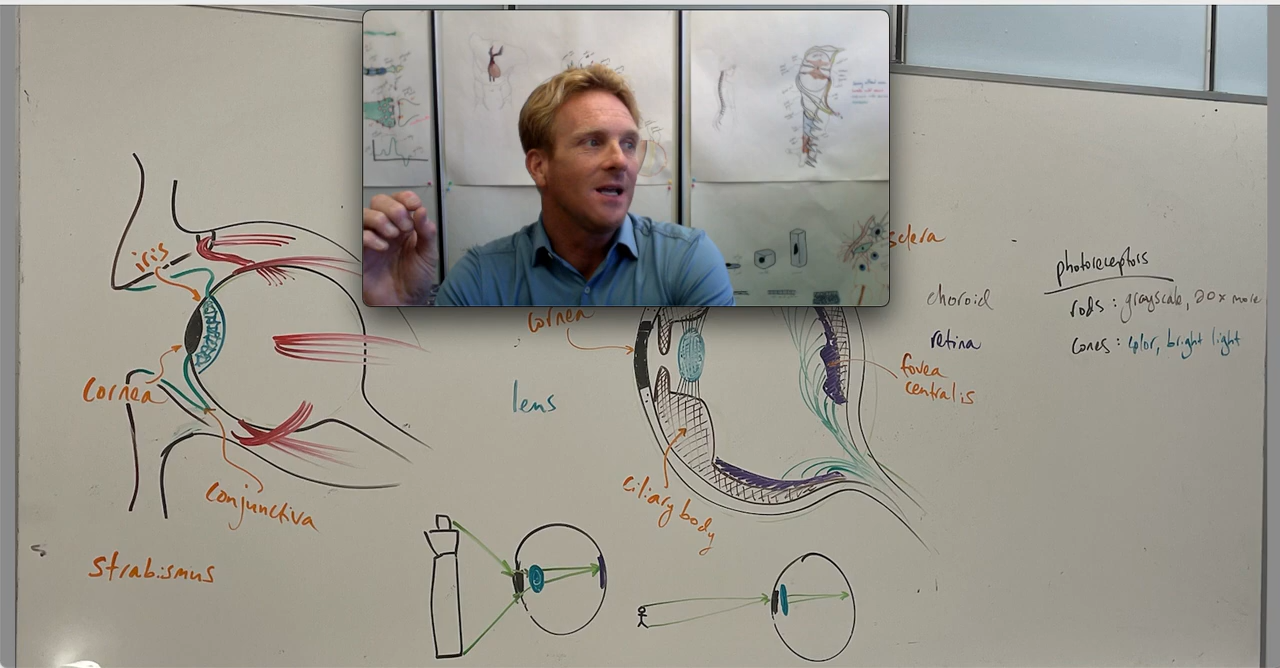 iris
cornea
conjunctiva
strabismus
cornea
lens
ciliary body
sclera
choroid
retina
fovea
centralis
photoreceptors
rods : grayscale, 20x more
cones : color, bright light